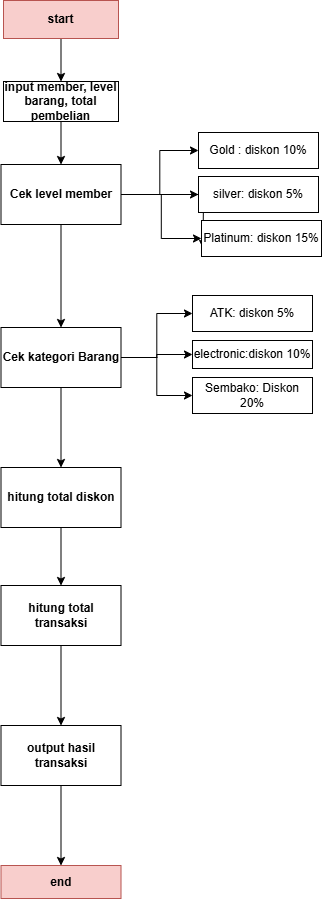 start
input member, level
barang, total
pembelian
Cek level member
Gold : diskon 10%
silver: diskon 5%
Platinum: diskon 15%
Cek kategori Barang
ATK: diskon 5%
electronic:diskon 10%
Sembako: Diskon
20%
hitung total diskon
hitung total
transaksi
output hasil
transaksi
end